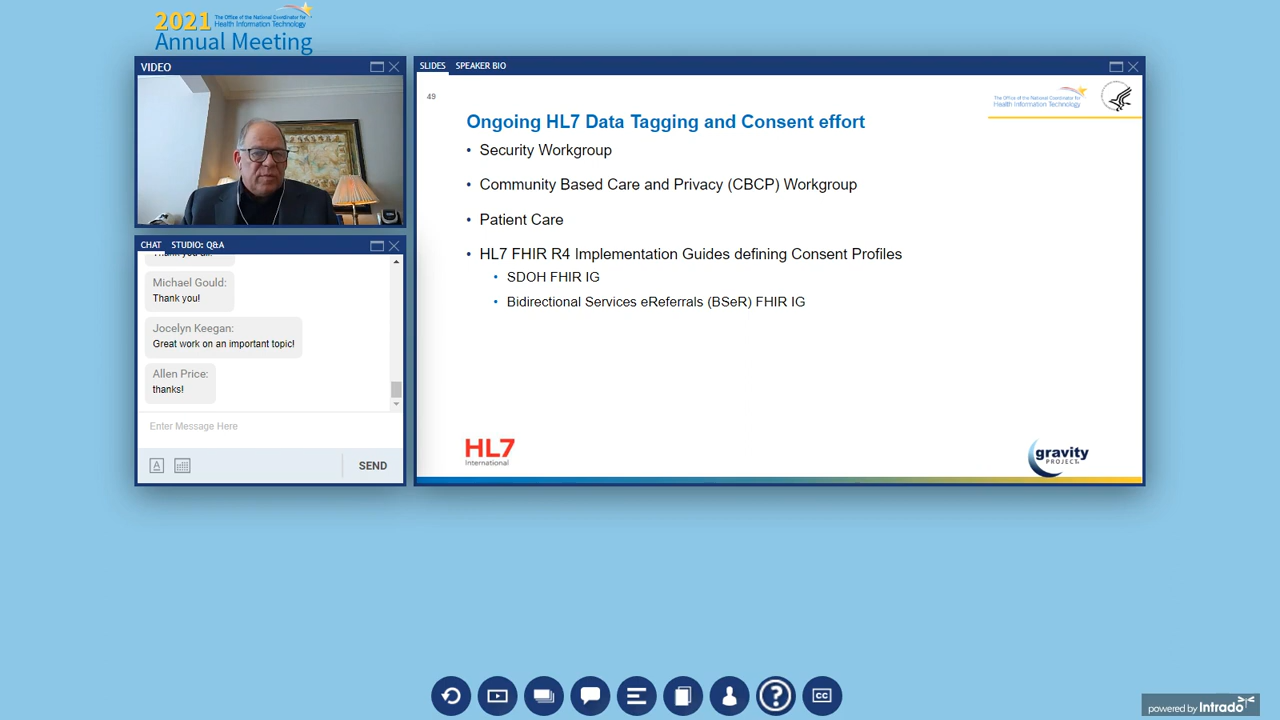 2021
The Office of the National Coordinator for
Health Information Technology
Annual Meeting
VIDEO
CHAT
STUDIO: Q&A
Michael Gould:
Thank you!
Jocelyn Keegan:
Great work on an important topic!
Allen Price:
thanks!
Enter Message Here
A
SEND
SLIDES
SPEAKER BIO
49
The Office of the National Coordinator for
Health Information Technology
Ongoing HL7 Data Tagging and Consent effort
• Security Workgroup
• Community Based Care and Privacy (CBCP) Workgroup
• Patient Care
• HL7 FHIR R4 Implementation Guides defining Consent Profiles
• SDOH FHIR IG
• Bidirectional Services eReferrals (BSeR) FHIR IG
HL7
International
gravity
PROJECT
?
CC
powered by Intrado